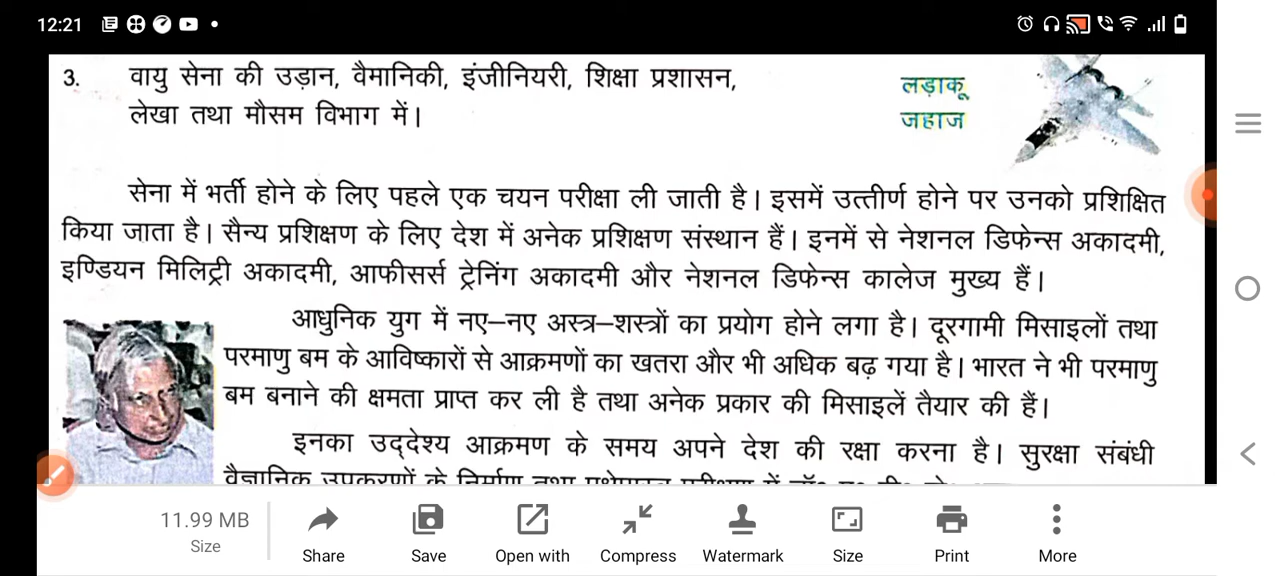 12:21
3. वायु सेना की उड़ान, वैमानिकी, इंजीनियरी, शिक्षा प्रशासन,
लेखा तथा मौसम विभाग में।
लड़ाकू
जहाज
सेना में भर्ती होने के लिए पहले एक चयन परीक्षा ली जाती है। इसमें उत्तीर्ण होने पर उनको प्रशिक्षित
किया जाता है। सैन्य प्रशिक्षण के लिए देश में अनेक प्रशिक्षण संस्थान हैं। इनमें से नेशनल डिफेन्स अकादमी,
इण्डियन मिलिट्री अकादमी, आफीसर्स ट्रेनिंग अकादमी और नेशनल डिफेन्स कालेज मुख्य हैं।
आधुनिक युग में नए–नए अस्त्र–शस्त्रों का प्रयोग होने लगा है। दूरगामी मिसाइलों तथा
परमाणु बम के आविष्कारों से आक्रमणों का खतरा और भी अधिक बढ़ गया है। भारत ने भी परमाणु
बम बनाने की क्षमता प्राप्त कर ली है तथा अनेक प्रकार की मिसाइलें तैयार की हैं।
इनका उद्देश्य आक्रमण के समय अपने देश की रक्षा करना है। सुरक्षा संबंधी
वैज्ञानिक उपकरणों के निर्माण तथा
11.99 MB
Size
Share
Save
Open with
Compress
Watermark
Size
Print
More